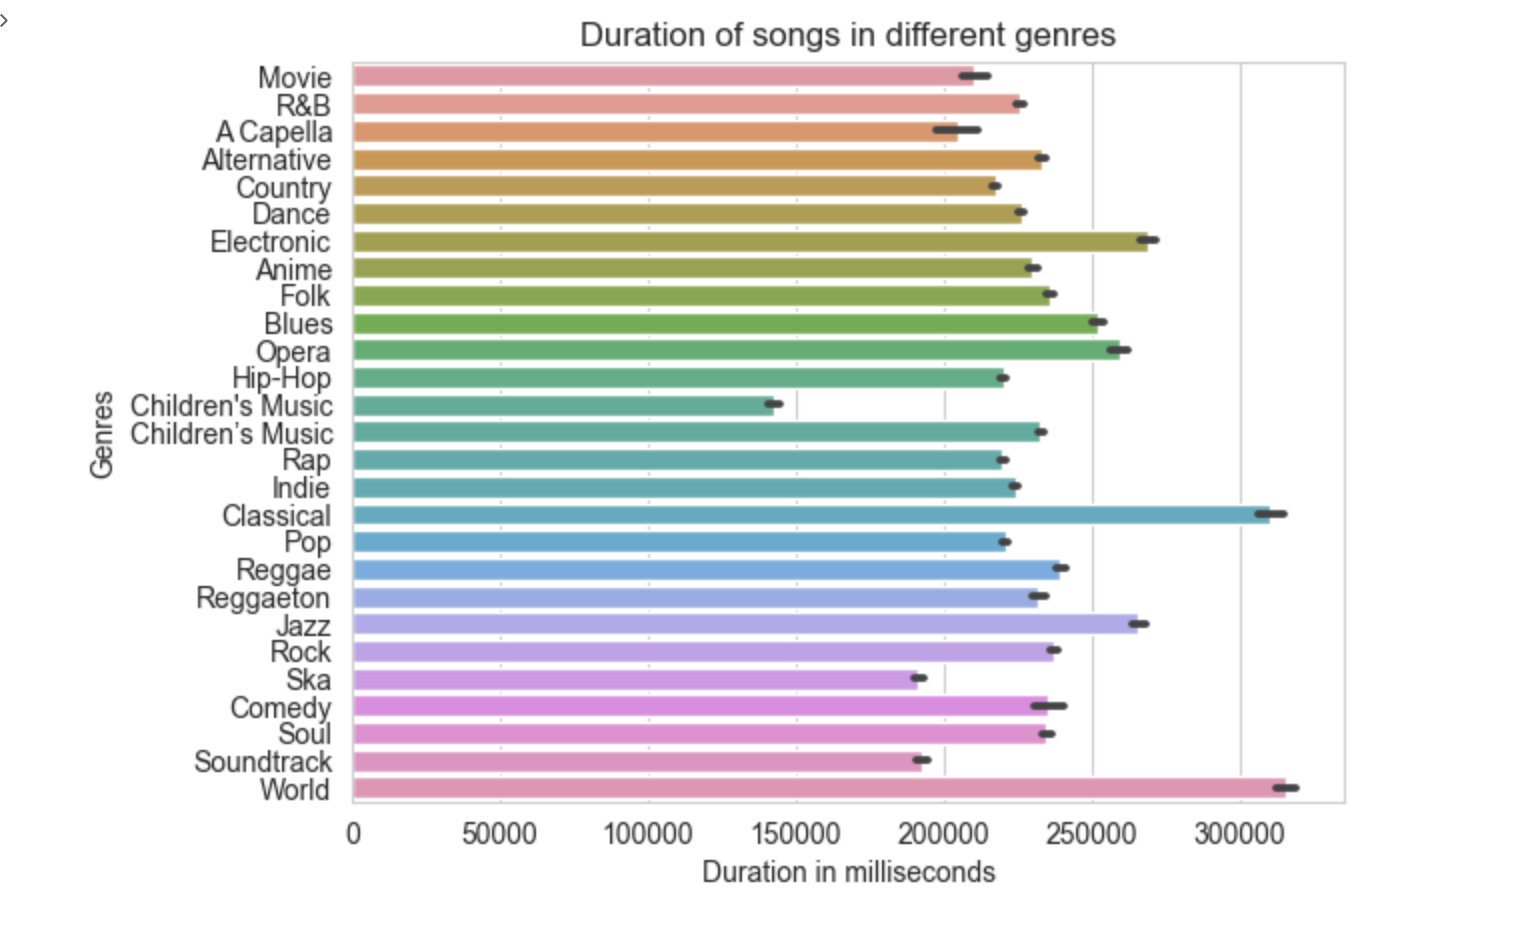 >
Duration of songs in different genres
Movie
R&B
A Capella
Alternative
Country
Dance
Electronic
Anime
Folk
Blues
Opera
Hip-Hop
Children's Music
Children’s Music
Rap
Indie
Classical
Pop
Reggae
Reggaeton
Jazz
Rock
Ska
Comedy
Soul
Soundtrack
World
Genres
0 50000 100000 150000 200000 250000 300000
Duration in milliseconds